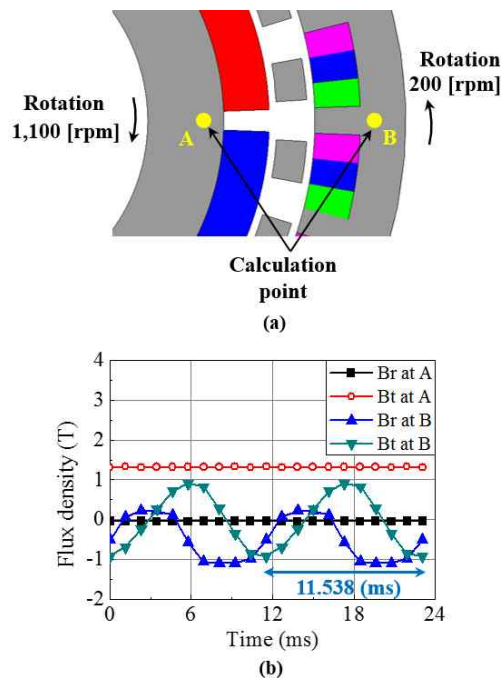 Rotation
1,100 [rpm]
A
B
Rotation
200 [rpm]
Calculation
point
(a)
Flux density (T)
4
3
2
1
0
-1
-2
Br at A
Bt at A
Br at B
Bt at B
11.538 (ms)
0
6
12
18
24
Time (ms)
(b)